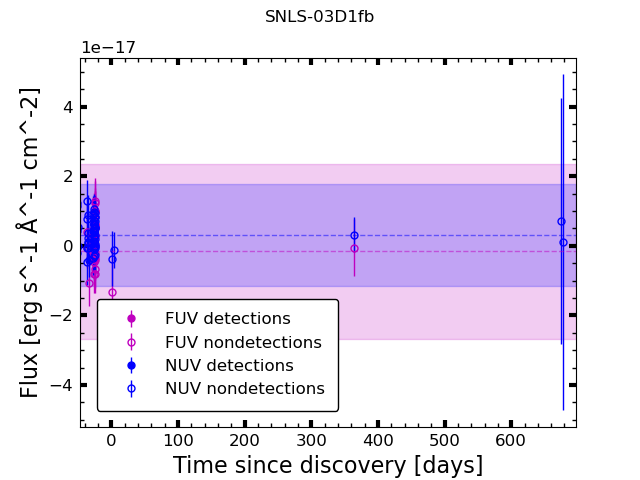 SNLS-03D1fb
1e−17
4
2
0
−2
−4
Flux [erg s^-1 Å^-1 cm^-2]
FUV detections
FUV nondetections
NUV detections
NUV nondetections
0 100 200 300 400 500 600
Time since discovery [days]